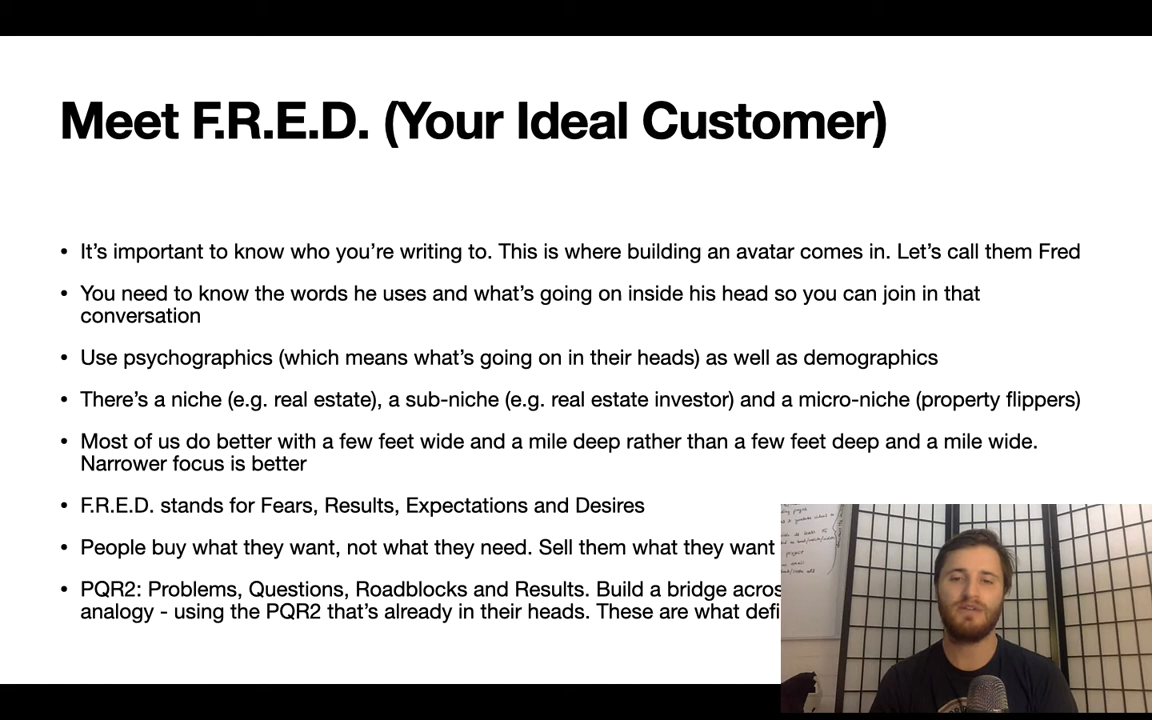 Meet F.R.E.D. (Your Ideal Customer)
• It’s important to know who you’re writing to. This is where building an avatar comes in. Let’s call them Fred
• You need to know the words he uses and what’s going on inside his head so you can join in that
conversation
• Use psychographics (which means what’s going on in their heads) as well as demographics
• There’s a niche (e.g. real estate), a sub-niche (e.g. real estate investor) and a micro-niche (property flippers)
• Most of us do better with a few feet wide and a mile deep rather than a few feet deep and a mile wide.
Narrower focus is better
• F.R.E.D. stands for Fears, Results, Expectations and Desires
• People buy what they want, not what they need. Sell them what they want
• PQR2: Problems, Questions, Roadblocks and Results. Build a bridge
analogy - using the PQR2 that’s already in their heads. These are what
project